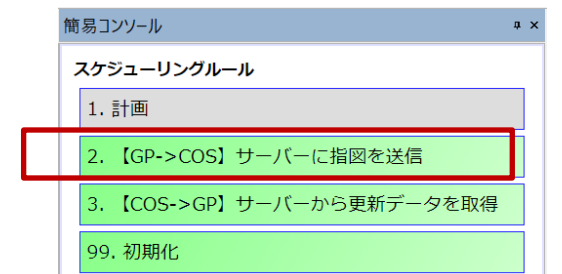 簡易コンソール
スケジューリングルール
1. 計画
2. 【GP->COS】サーバーに指図を送信
3. 【COS->GP】サーバーから更新データを取得
99. 初期化